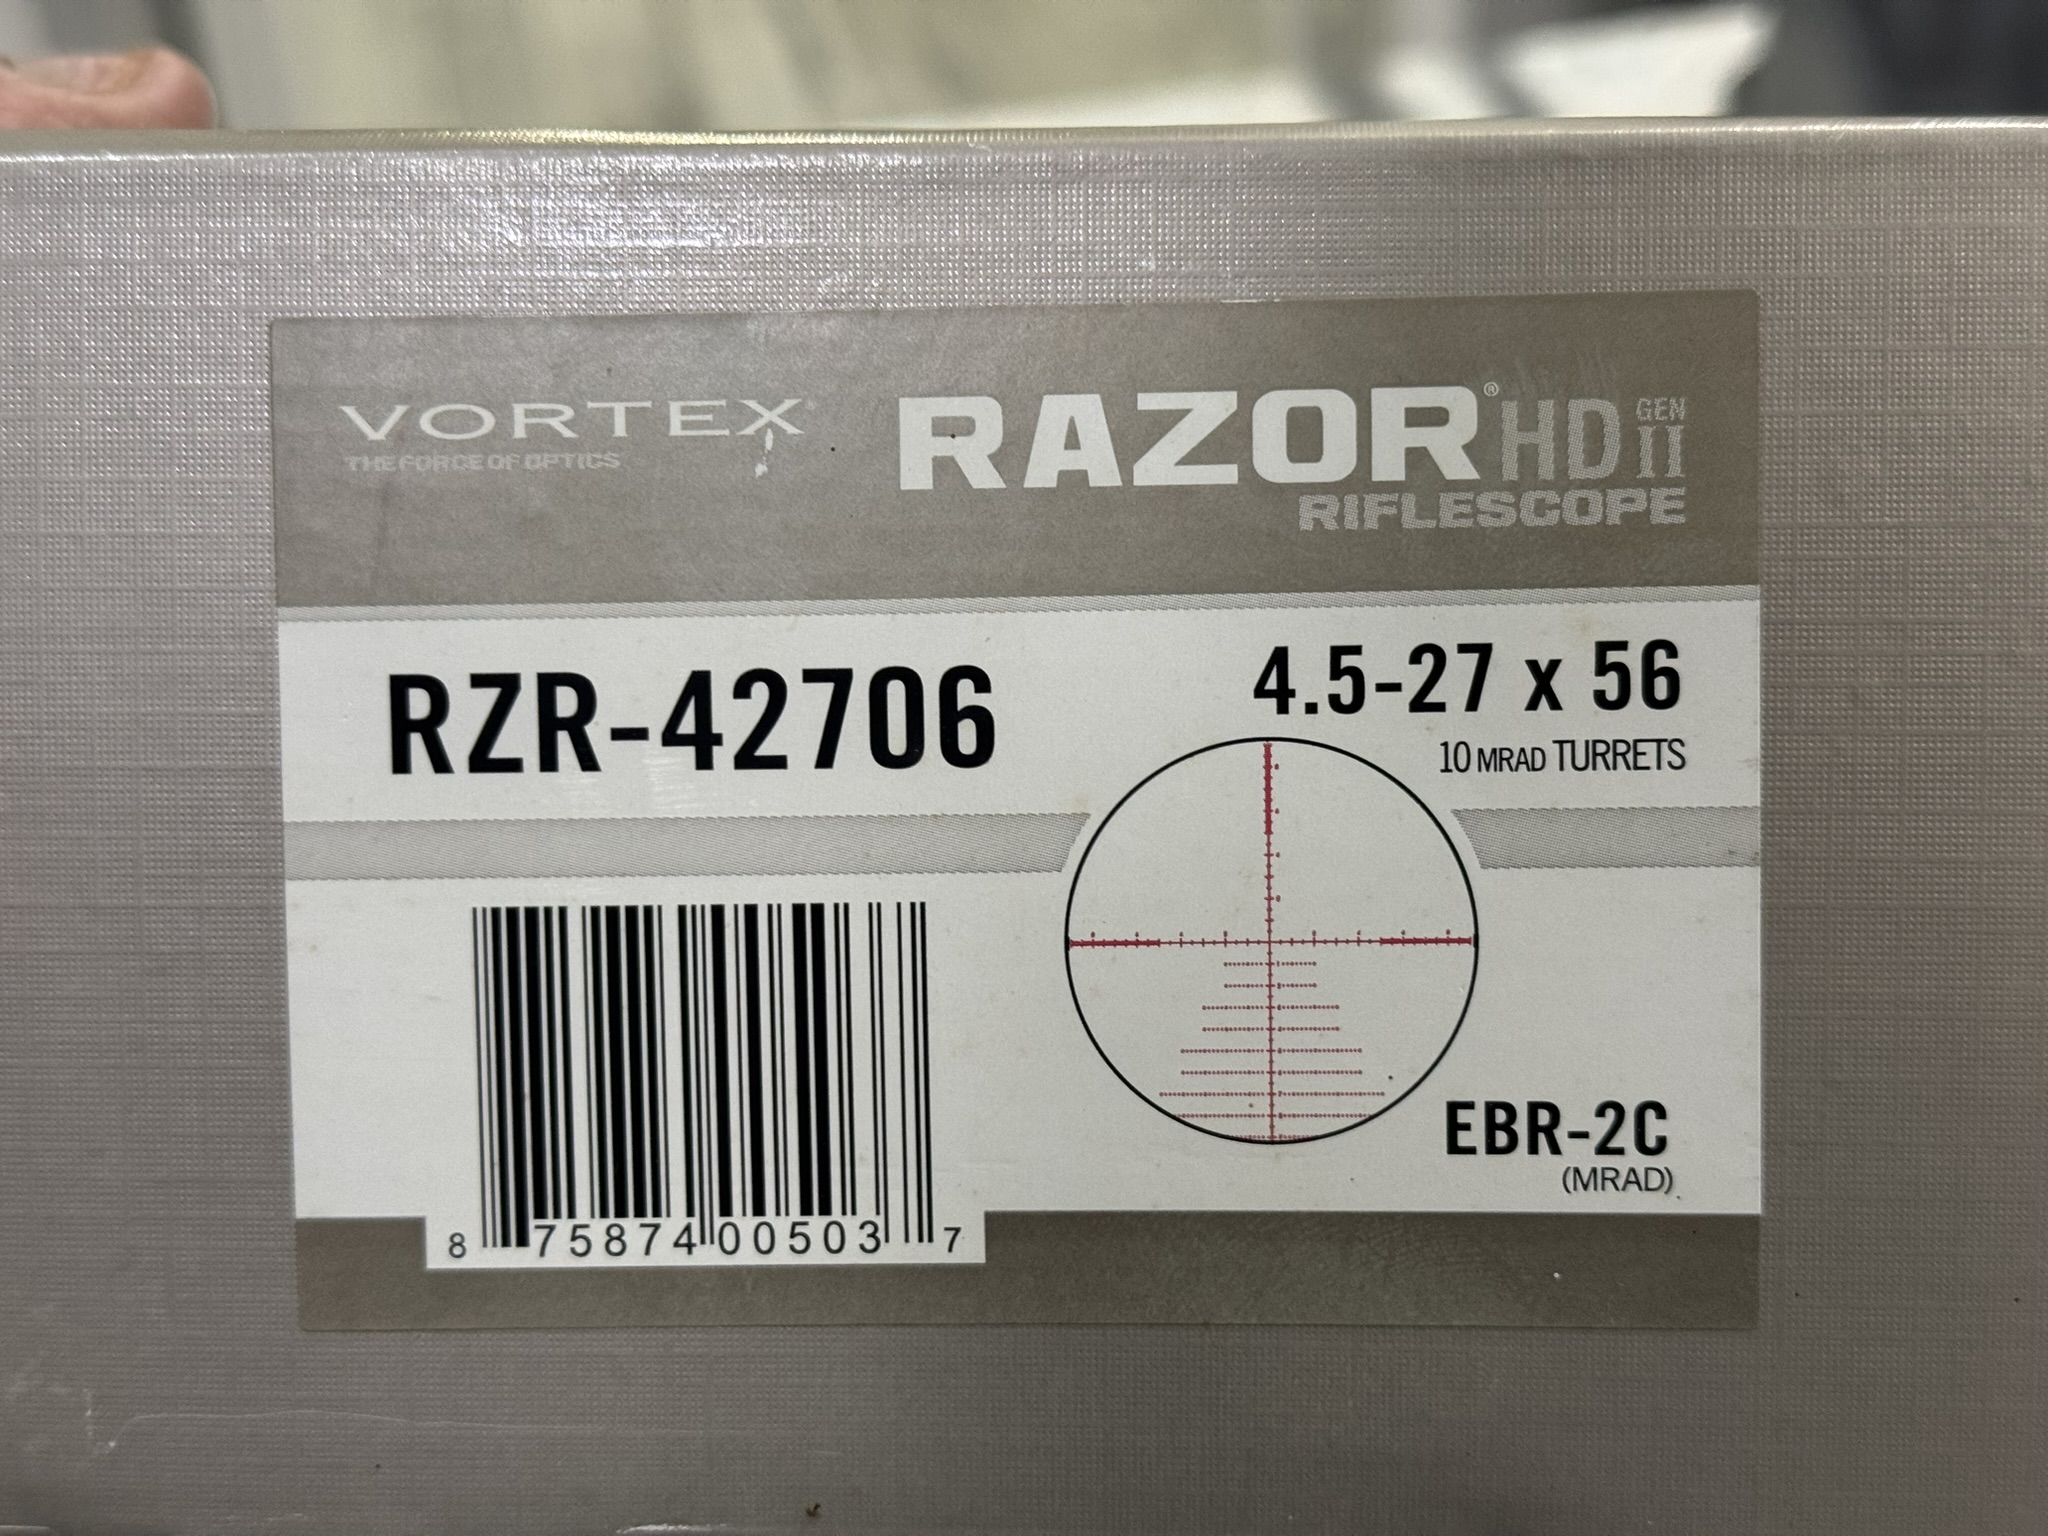 VORTEX®
THE FORCE OF OPTICS
RAZOR® HD GEN II
RIFLESCOPE
RZR-42706
4.5-27 x 56
10 MRAD TURRETS
EBR-2C
(MRAD)
8 75874 00503 7